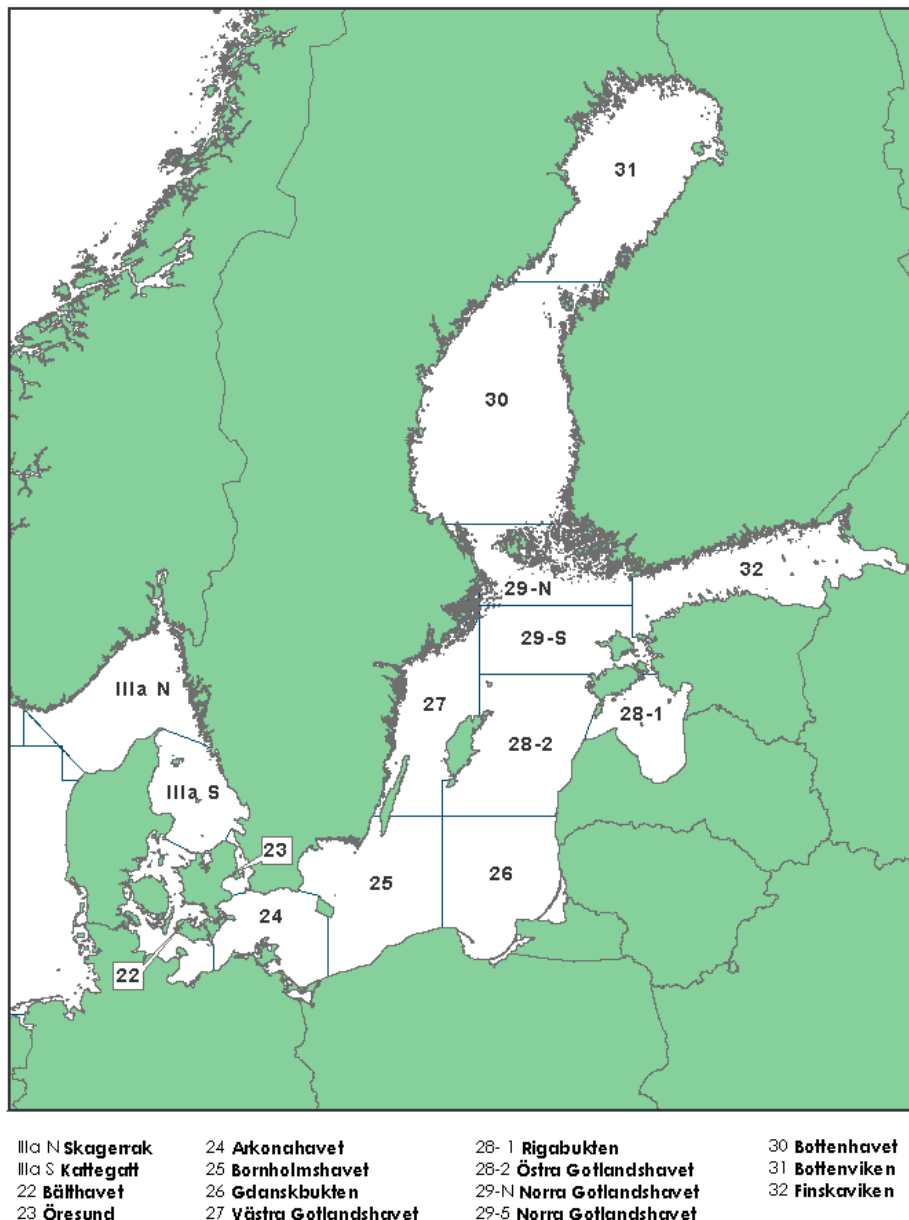 31
30
32
29-N
29-S
IIIa N
27
28-1
28-2
IIIa S
23
25
26
24
22
IIIa N Skagerrak
IIIa S Kattegatt
22 Bälthavet
23 Öresund
24 Arkonahavet
25 Bornholmshavet
26 Gdanskbukten
27 Västra Gotlandshavet
28- 1 Rigabukten
28-2 Östra Gotlandshavet
29-N Norra Gotlandshavet
29-5 Norra Gotlandshavet
30 Bottenhavet
31 Bottenviken
32 Finskaviken